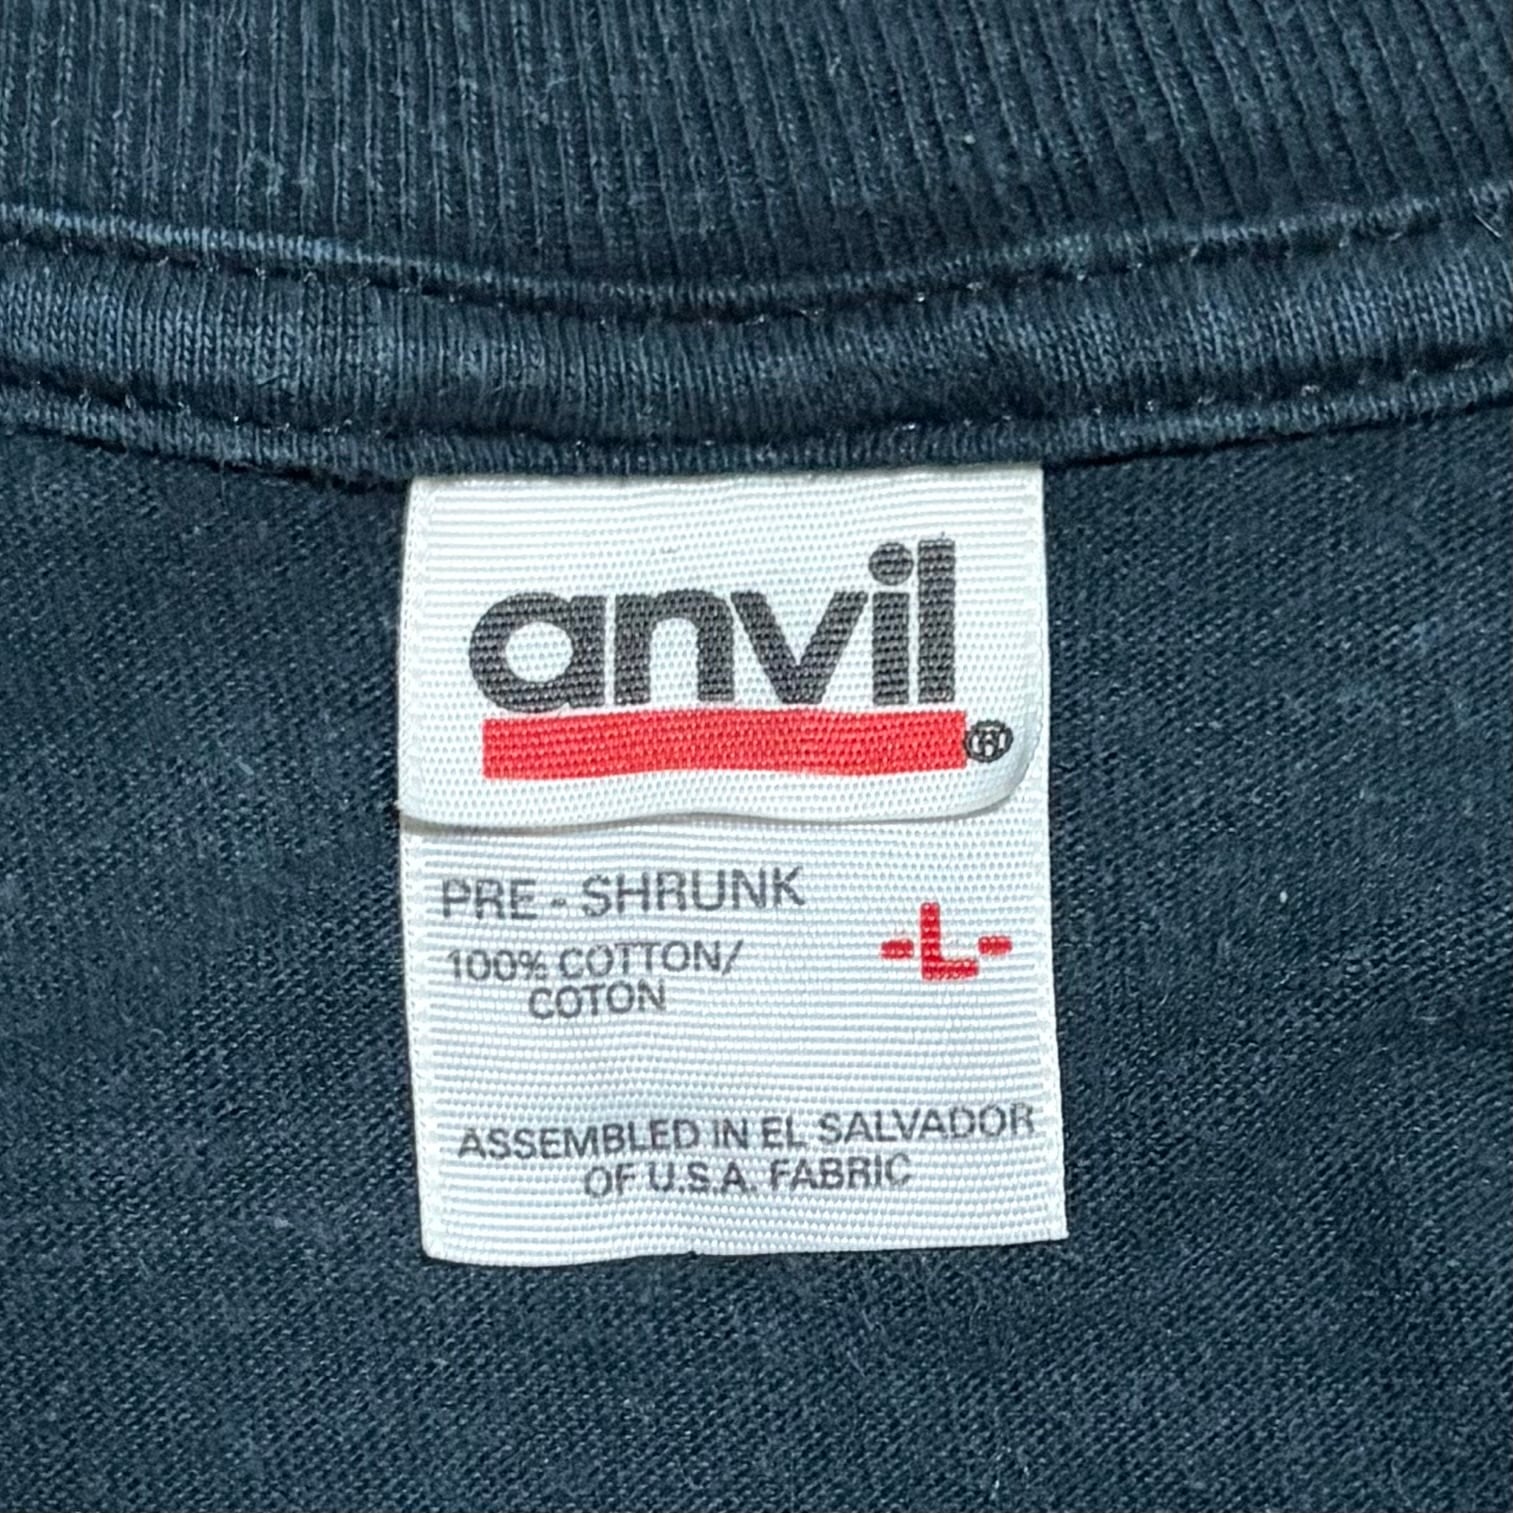 anvil®
PRE - SHRUNK
100% COTTON/
COTON
-L-
ASSEMBLED IN EL SALVADOR
OF U.S.A. FABRIC